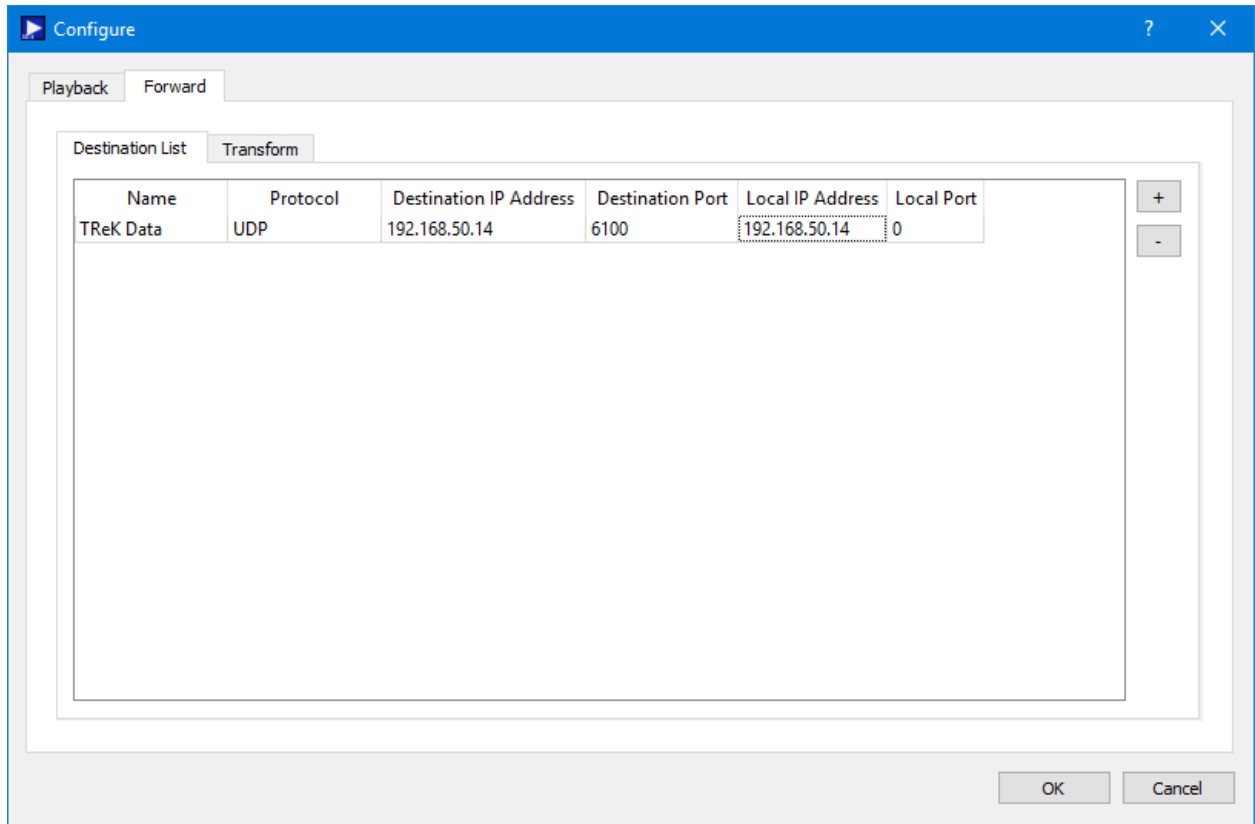 Configure ? ×
Playback Forward
Destination List Transform
Name Protocol Destination IP Address Destination Port Local IP Address Local Port
TReK Data UDP 192.168.50.14 6100 192.168.50.14 0
+
-
OK Cancel